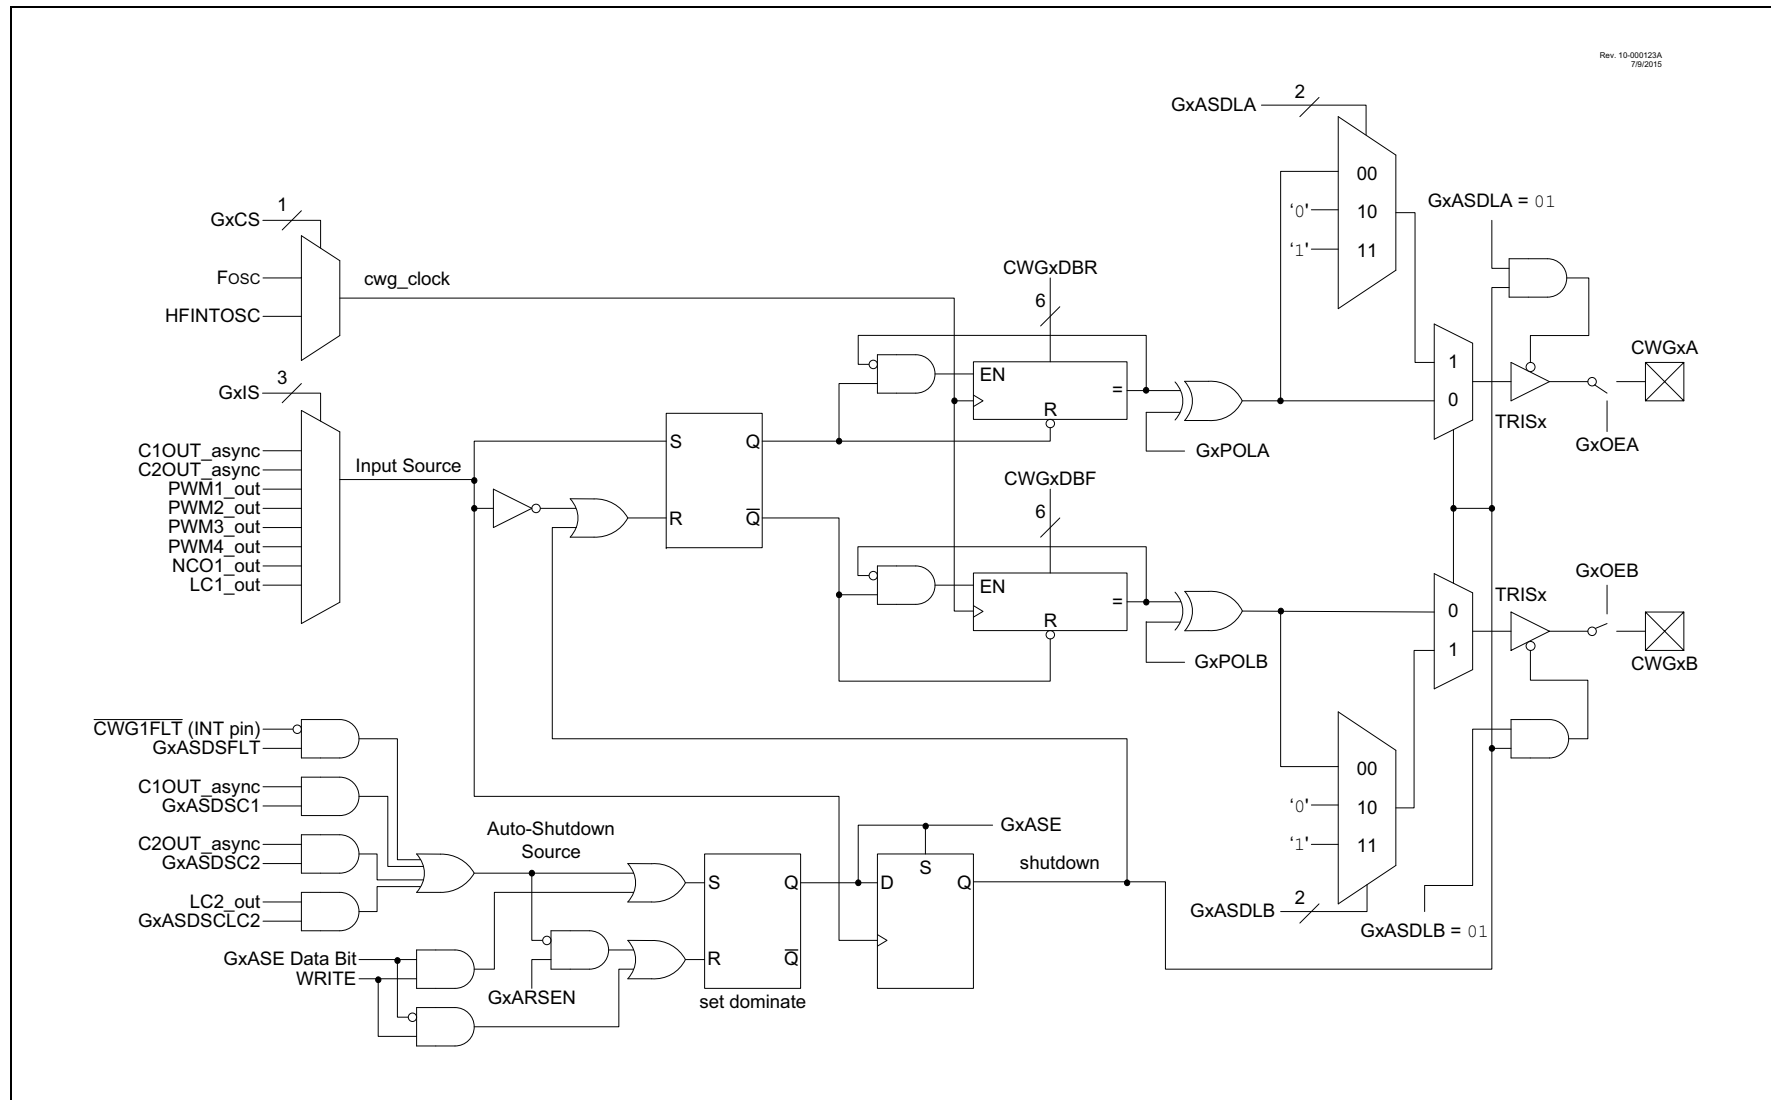 Rev. 10-000123A
7/9/2015
GxASDLA
2
00
10
11
‘0'
‘1'
GxASDLA = 01
GxCS
1
FOSC
HFINTOSC
cwg_clock
CWGxDBR
6
EN
=
R
GxPOLA
1
0
TRISx
CWGxA
GxOEA
GxIS
3
C1OUT_async
C2OUT_async
PWM1_out
PWM2_out
PWM3_out
PWM4_out
NCO1_out
LC1_out
Input Source
S
Q
R
Q
CWGxDBF
6
EN
=
R
GxPOLB
0
1
TRISx
GxOEB
CWGxB
CWG1FLT (INT pin)
GxASDSFLT
C1OUT_async
GxASDSC1
C2OUT_async
GxASDSC2
LC2_out
GxASDSCLC2
GxASE Data Bit
WRITE
Auto-Shutdown
Source
GxARSEN
S
Q
R
Q
set dominate
GxASE
S
D
Q
shutdown
00
10
11
‘0'
‘1'
GxASDLB
2
GxASDLB = 01